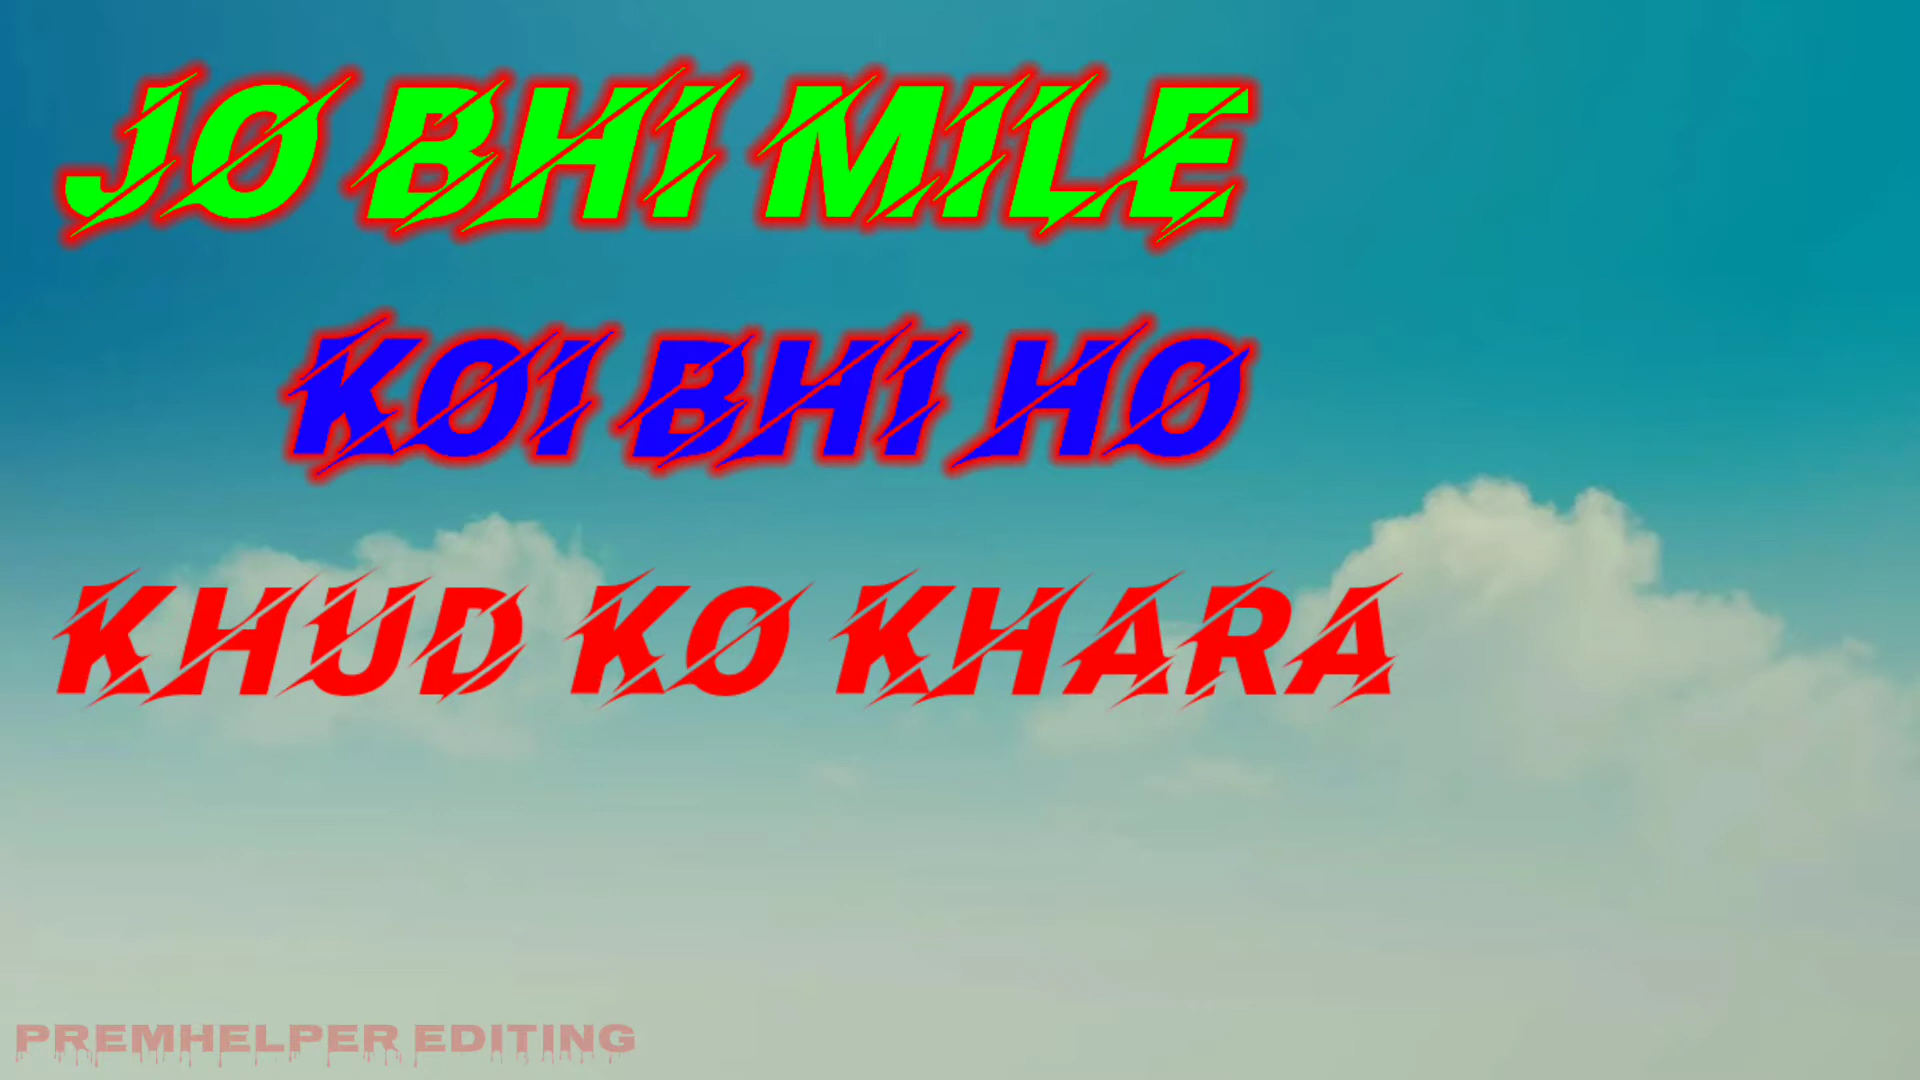 JO BHI MILE
KOI BHI HO
KHUD KO KHARA
PREMHELPER EDITING